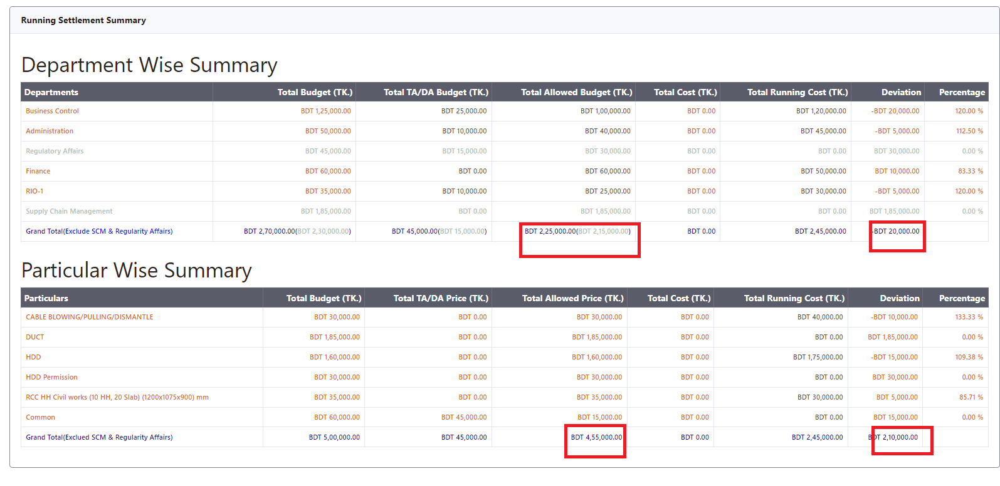 Running Settlement Summary
Department Wise Summary
Departments Total Budget (TK.) Total TA/DA Budget (TK.) Total Allowed Budget (TK.) Total Cost (TK.) Total Running Cost (TK.) Deviation Percentage
Business Control BDT 1,25,000.00 BDT 25,000.00 BDT 1,00,000.00 BDT 0.00 BDT 1,20,000.00 -BDT 20,000.00 120.00 %
Administration BDT 50,000.00 BDT 10,000.00 BDT 40,000.00 BDT 0.00 BDT 45,000.00 -BDT 5,000.00 112.50 %
Regulatory Affairs BDT 45,000.00 BDT 15,000.00 BDT 30,000.00 BDT 0.00 BDT 0.00 BDT 30,000.00 0.00 %
Finance BDT 60,000.00 BDT 0.00 BDT 60,000.00 BDT 0.00 BDT 50,000.00 BDT 10,000.00 83.33 %
RIO-1 BDT 35,000.00 BDT 10,000.00 BDT 25,000.00 BDT 0.00 BDT 30,000.00 -BDT 5,000.00 120.00 %
Supply Chain Management BDT 1,85,000.00 BDT 0.00 BDT 1,85,000.00 BDT 0.00 BDT 0.00 BDT 1,85,000.00 0.00 %
Grand Total(Exclude SCM & Regularity Affairs) BDT 2,70,000.00(BDT 2,30,000.00) BDT 45,000.00(BDT 15,000.00) BDT 2,25,000.00(BDT 2,15,000.00) BDT 0.00 BDT 2,45,000.00 -BDT 20,000.00
Particular Wise Summary
Particulars Total Budget (TK.) Total TA/DA Price (TK.) Total Allowed Price (TK.) Total Cost (TK.) Total Running Cost (TK.) Deviation Percentage
CABLE BLOWING/PULLING/DISMANTLE BDT 30,000.00 BDT 0.00 BDT 30,000.00 BDT 0.00 BDT 40,000.00 -BDT 10,000.00 133.33 %
DUCT BDT 1,85,000.00 BDT 0.00 BDT 1,85,000.00 BDT 0.00 BDT 0.00 BDT 1,85,000.00 0.00 %
HDD BDT 1,60,000.00 BDT 0.00 BDT 1,60,000.00 BDT 0.00 BDT 1,75,000.00 -BDT 15,000.00 109.38 %
HDD Permission BDT 30,000.00 BDT 0.00 BDT 30,000.00 BDT 0.00 BDT 0.00 BDT 30,000.00 0.00 %
RCC HH Civil works (10 HH, 20 Slab) (1200x1075x900) mm BDT 35,000.00 BDT 0.00 BDT 35,000.00 BDT 0.00 BDT 30,000.00 BDT 5,000.00 85.71 %
Common BDT 60,000.00 BDT 45,000.00 BDT 15,000.00 BDT 0.00 BDT 0.00 BDT 15,000.00 0.00 %
Grand Total(Exclued SCM & Regularity Affairs) BDT 5,00,000.00 BDT 45,000.00 BDT 4,55,000.00 BDT 0.00 BDT 2,45,000.00 BDT 2,10,000.00